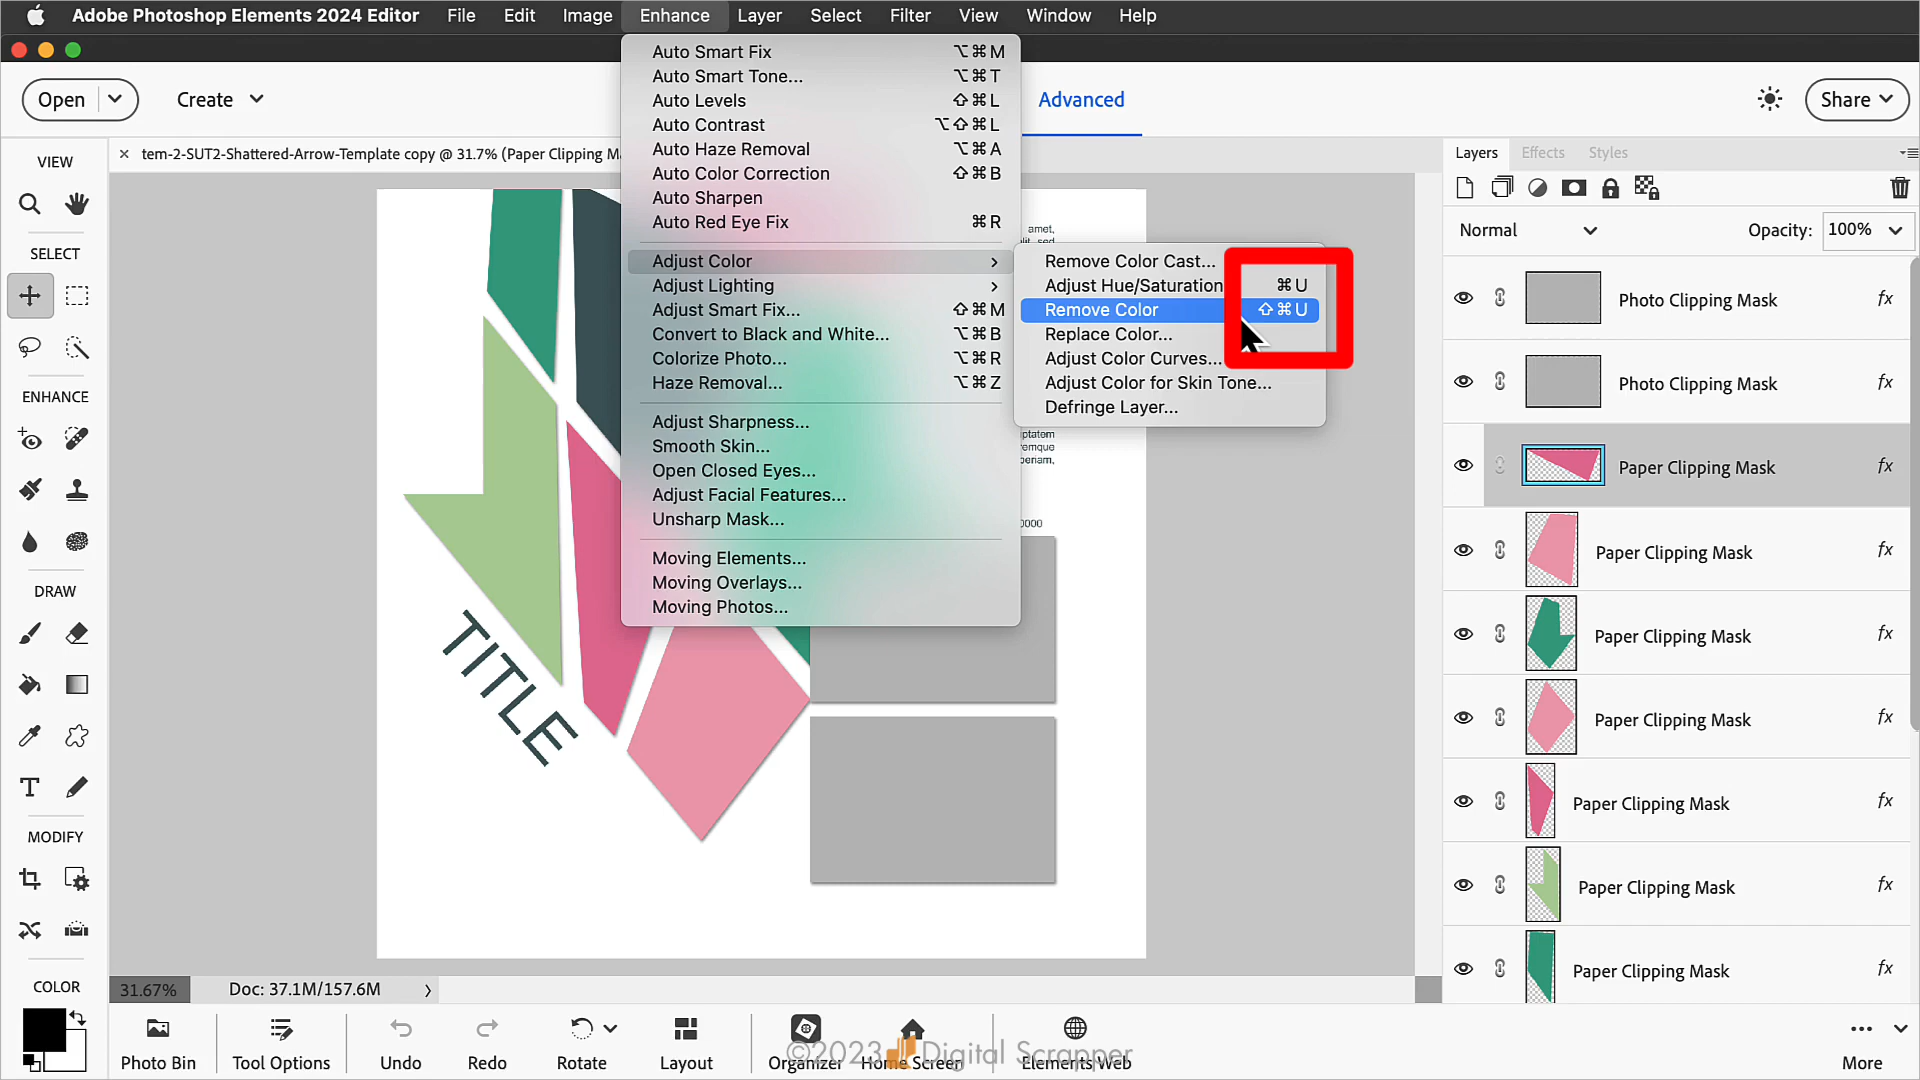 Adobe Photoshop Elements 2024 Editor File Edit Image Enhance Layer Select Filter View Window Help
Open Create Advanced Share
× tem-2-SUT2-Shattered-Arrow-Template copy @ 31.7% (Paper Clipping M
Auto Smart Fix ⌥⌘M
Auto Smart Tone... ⌥⌘T
Auto Levels ⇧⌘L
Auto Contrast ⌥⇧⌘L
Auto Haze Removal ⌥⌘A
Auto Color Correction ⇧⌘B
Auto Sharpen
Auto Red Eye Fix ⌘R
Adjust Color >
Adjust Lighting >
Adjust Smart Fix... ⇧⌘M
Convert to Black and White... ⌥⌘B
Colorize Photo... ⌥⌘R
Haze Removal... ⌥⌘Z
Adjust Sharpness...
Smooth Skin...
Open Closed Eyes...
Adjust Facial Features...
Unsharp Mask...
Moving Elements...
Moving Overlays...
Moving Photos...
Remove Color Cast...
Adjust Hue/Saturation ⌘U
Remove Color ⇧⌘U
Replace Color...
Adjust Color Curves...
Adjust Color for Skin Tone...
Defringe Layer...
VIEW
SELECT
ENHANCE
DRAW
MODIFY
COLOR
amet,
sed
ptatem
remque
periam,
0000
TITLE
Layers Effects Styles
Normal Opacity: 100%
Photo Clipping Mask fx
Photo Clipping Mask fx
Paper Clipping Mask fx
Paper Clipping Mask fx
Paper Clipping Mask fx
Paper Clipping Mask fx
Paper Clipping Mask fx
Paper Clipping Mask fx
Paper Clipping Mask fx
31.67% Doc: 37.1M/157.6M >
Photo Bin Tool Options Undo Redo Rotate Layout Organizer Home Screen Elements Web More
©2023 Digital Scrapper